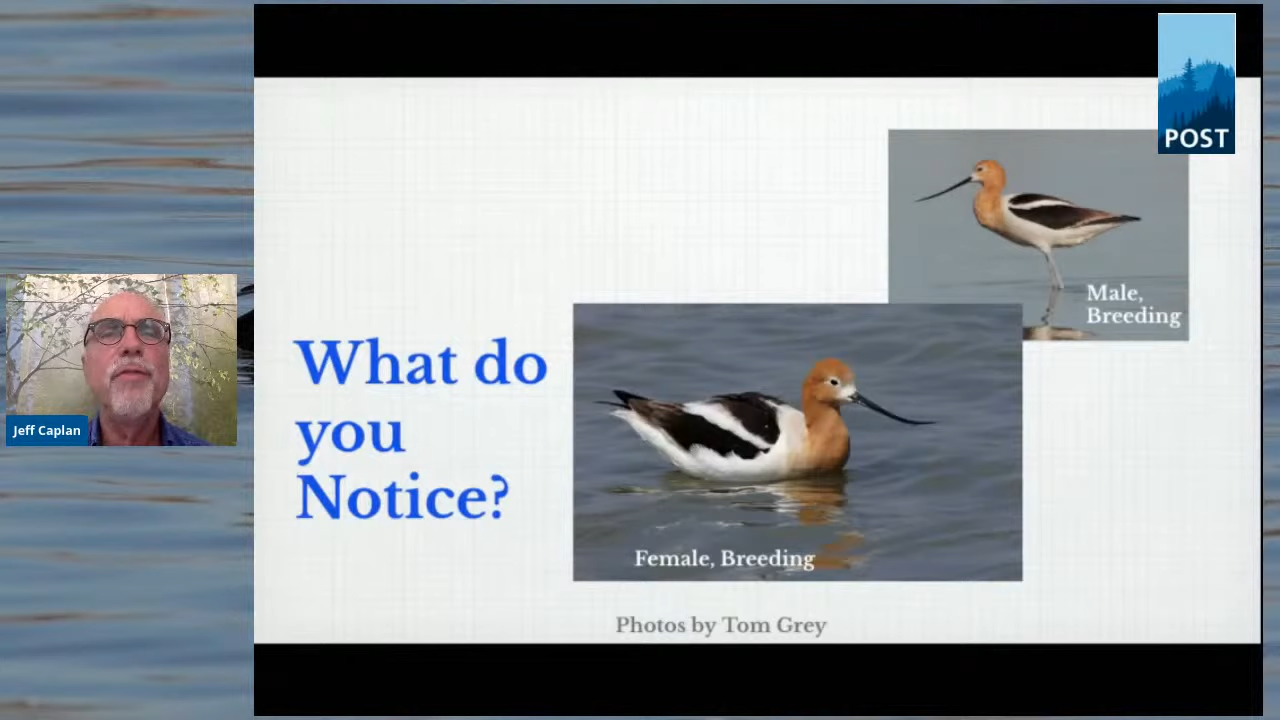 POST
Male,
Breeding
What do
you
Notice?
Jeff Caplan
Female, Breeding
Photos by Tom Grey